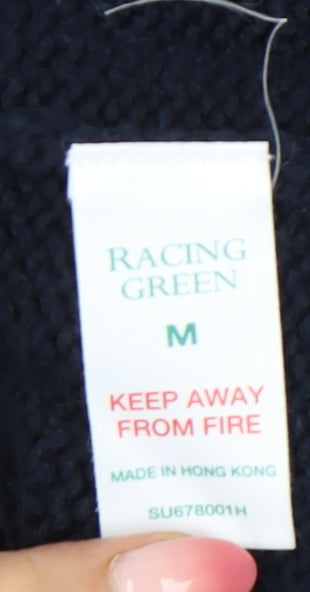 RACING
GREEN
M
KEEP AWAY
FROM FIRE
MADE IN HONG KONG
SU678001H